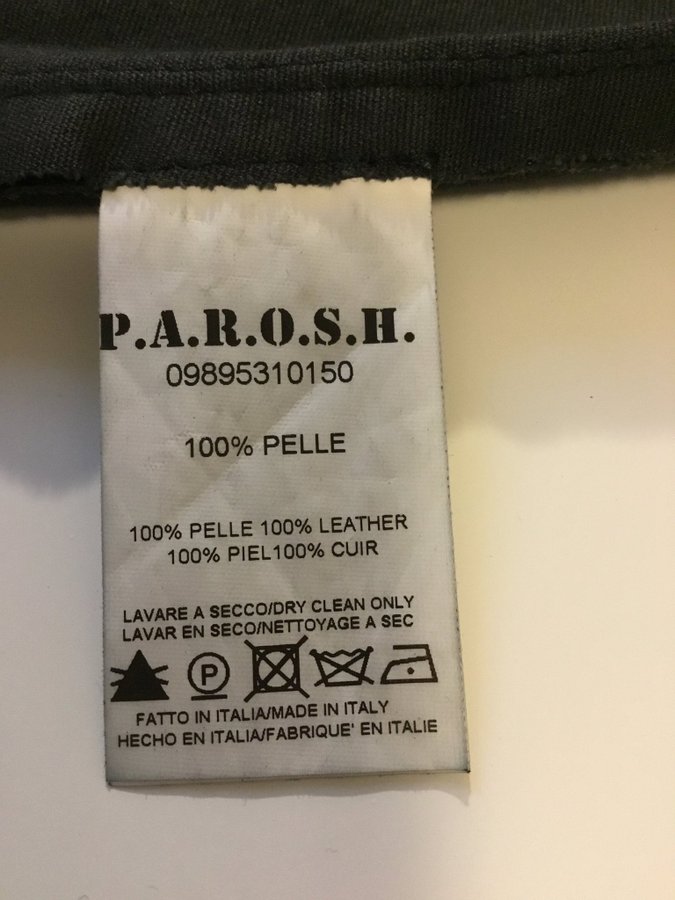 P.A.R.O.S.H.
09895310150
100% PELLE
100% PELLE 100% LEATHER
100% PIEL100% CUIR
LAVARE A SECCO/DRY CLEAN ONLY
LAVAR EN SECO/NETTOYAGE A SEC
P
FATTO IN ITALIA/MADE IN ITALY
HECHO EN ITALIA/FABRIQUE' EN ITALIE